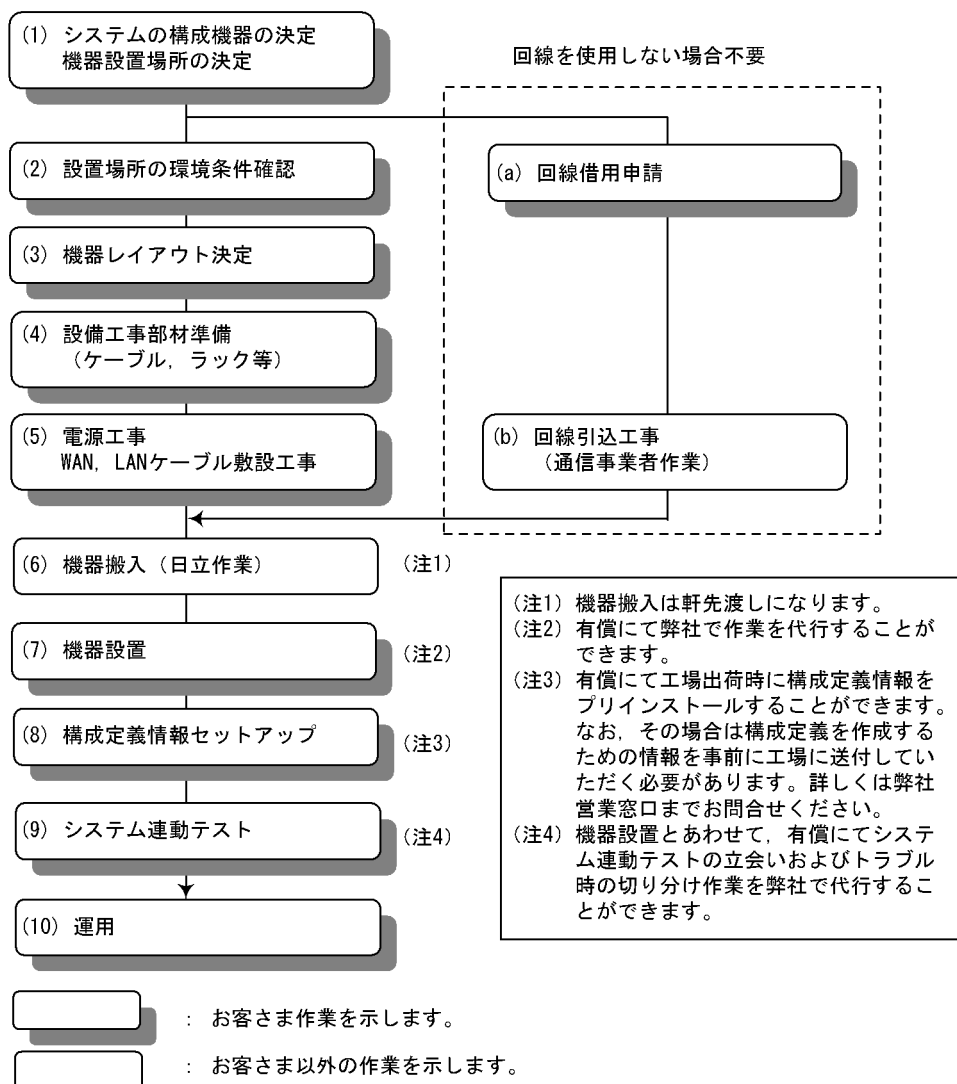 (1) システムの構成機器の決定
機器設置場所の決定
回線を使用しない場合不要
(2) 設置場所の環境条件確認
(a) 回線借用申請
(3) 機器レイアウト決定
(4) 設備工事部材準備
（ケーブル，ラック等）
(5) 電源工事
WAN，LANケーブル敷設工事
(b) 回線引込工事
（通信事業者作業）
(6) 機器搬入（日立作業）
(注1)
(7) 機器設置
(注2)
(8) 構成定義情報セットアップ
(注3)
(9) システム連動テスト
(注4)
(10) 運用
(注1) 機器搬入は軒先渡しになります。
(注2) 有償にて弊社で作業を代行することが
できます。
(注3) 有償にて工場出荷時に構成定義情報を
プリインストールすることができます。
なお，その場合は構成定義を作成する
ための情報を事前に工場に送付してい
ただく必要があります。詳しくは弊社
営業窓口までお問合せください。
(注4) 機器設置とあわせて，有償にてシステ
ム連動テストの立会いおよびトラブル
時の切り分け作業を弊社で代行するこ
とができます。
： お客さま作業を示します。
： お客さま以外の作業を示します。